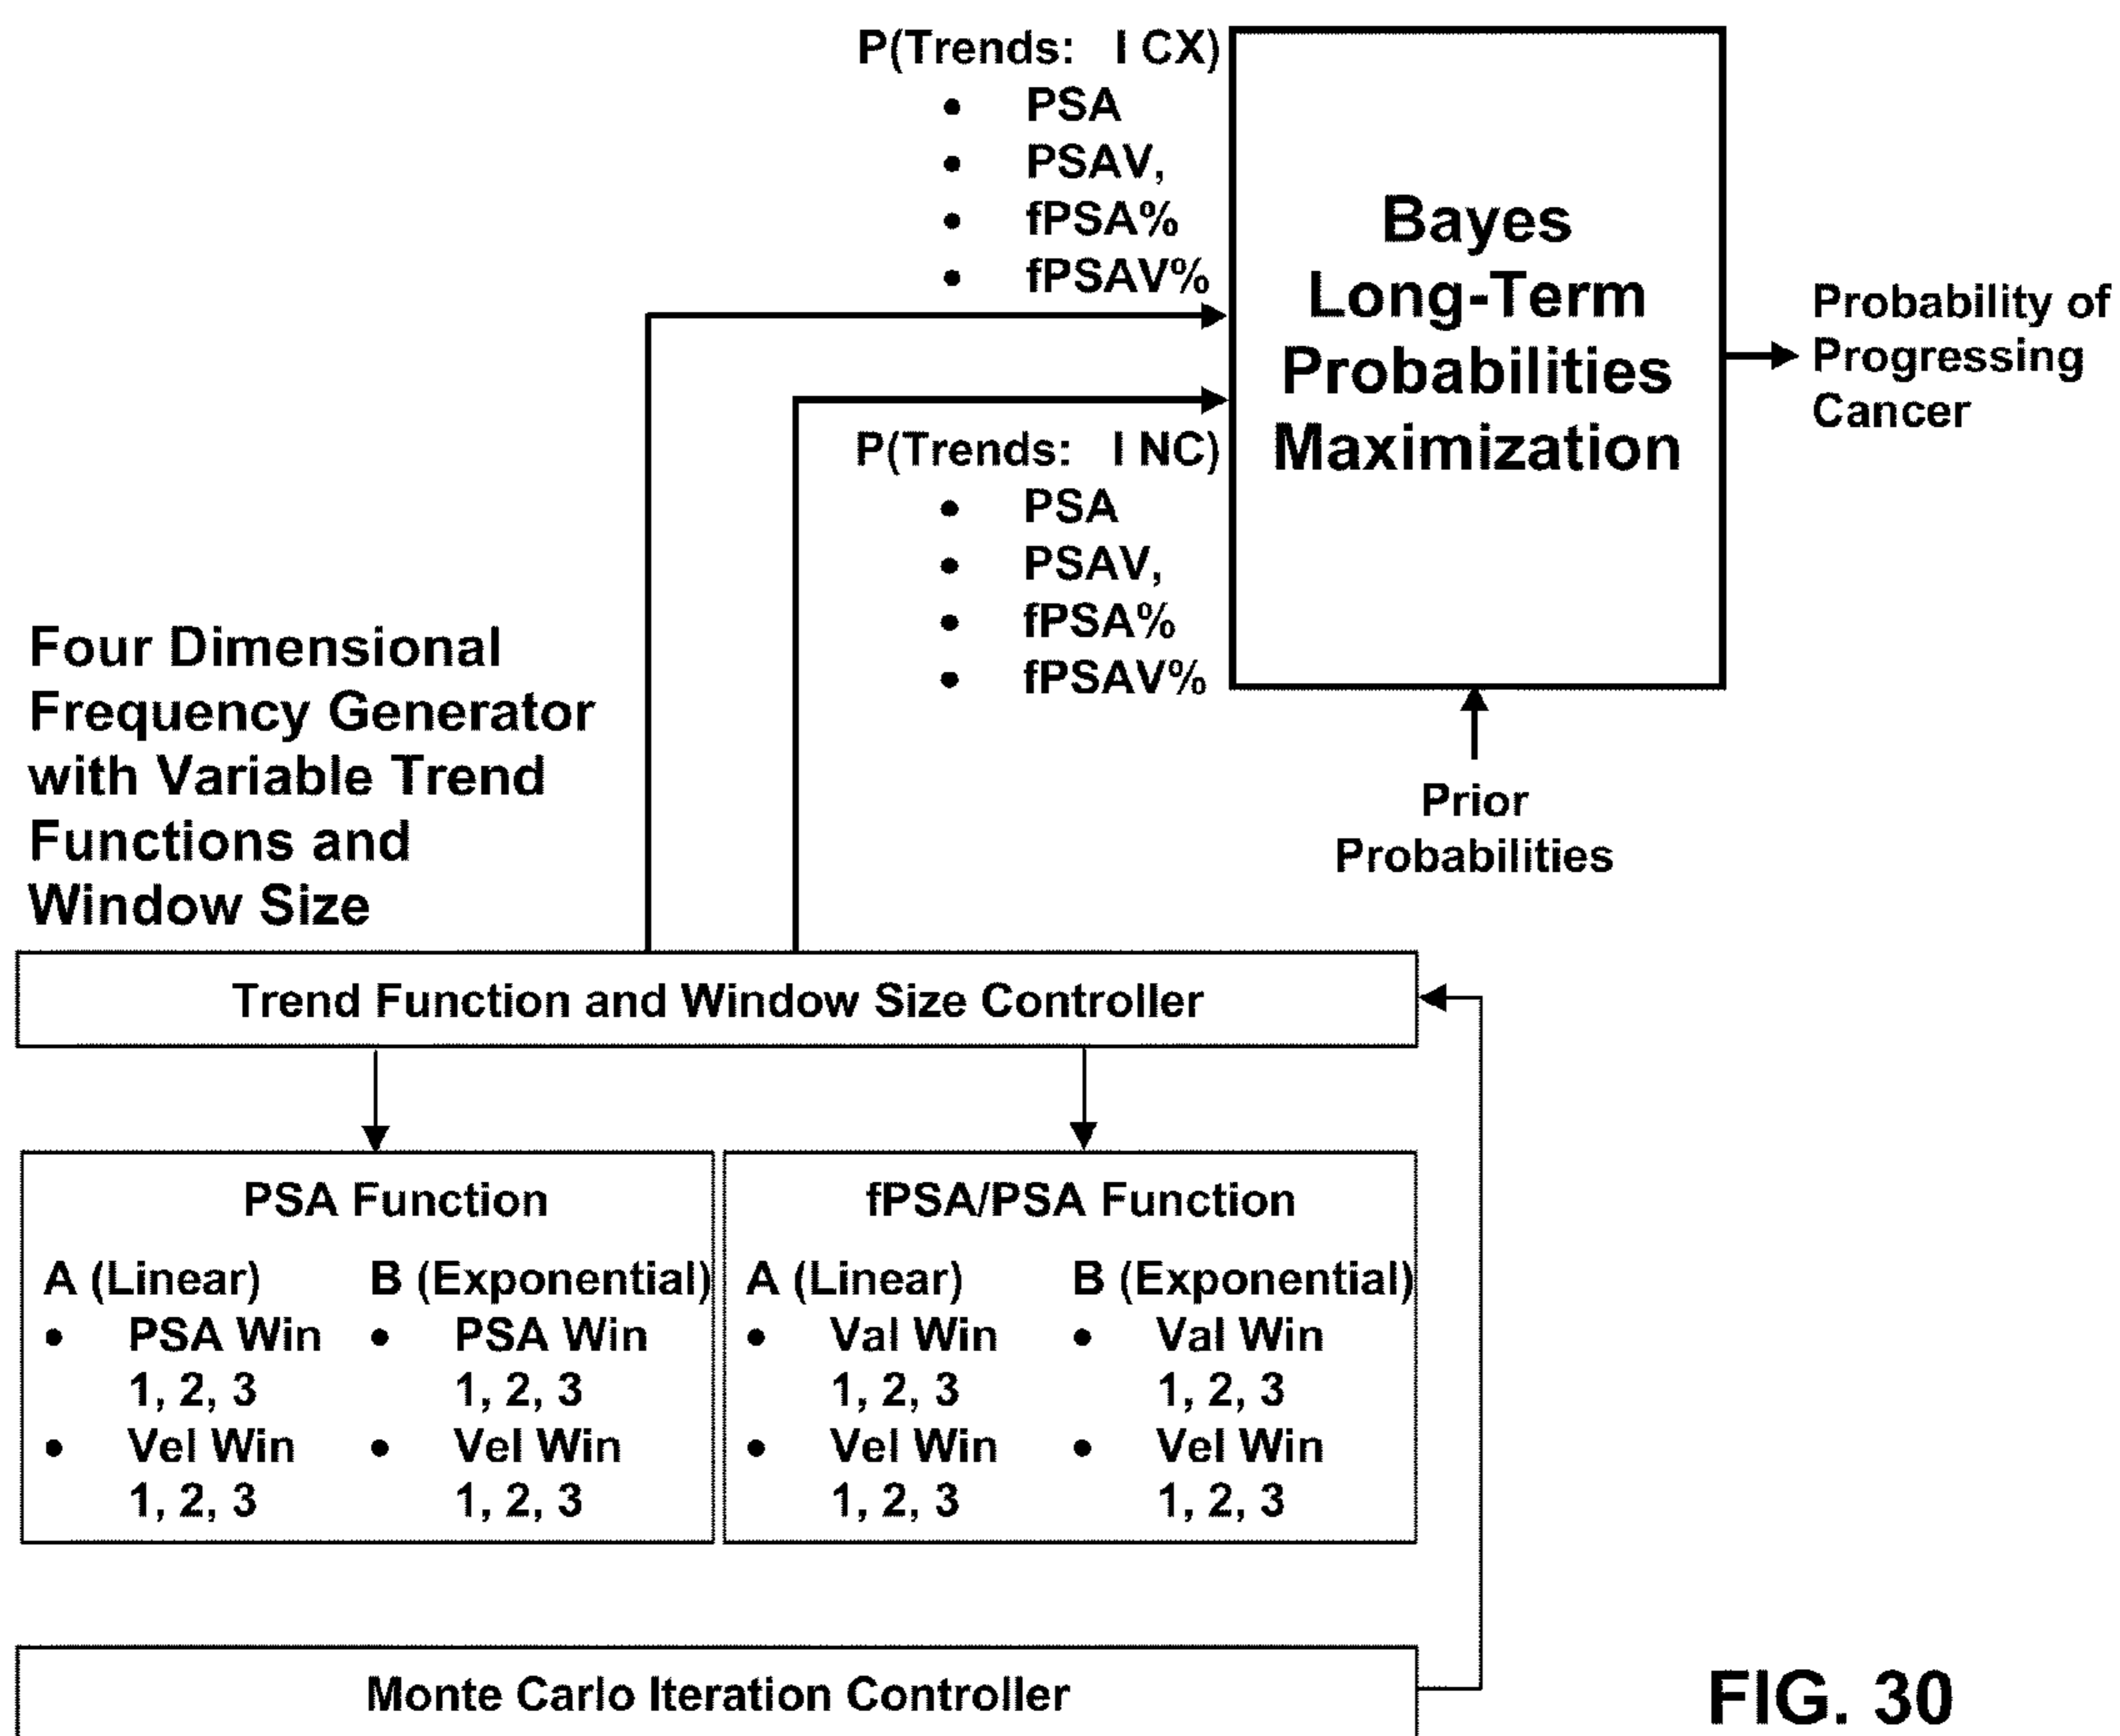 P(Trends: I CX)
• PSA
• PSAV,
• fPSA%
• fPSAV%
Bayes
Long-Term
Probabilities
Maximization
Probability of
Progressing
Cancer
P(Trends: I NC)
• PSA
• PSAV,
• fPSA%
• fPSAV%
Prior
Probabilities
Four Dimensional
Frequency Generator
with Variable Trend
Functions and
Window Size
Trend Function and Window Size Controller
PSA Function
A (Linear)
• PSA Win
1, 2, 3
• Vel Win
1, 2, 3
B (Exponential)
• PSA Win
1, 2, 3
• Vel Win
1, 2, 3
fPSA/PSA Function
A (Linear)
• Val Win
1, 2, 3
• Vel Win
1, 2, 3
B (Exponential)
• Val Win
1, 2, 3
• Vel Win
1, 2, 3
Monte Carlo Iteration Controller
FIG. 30